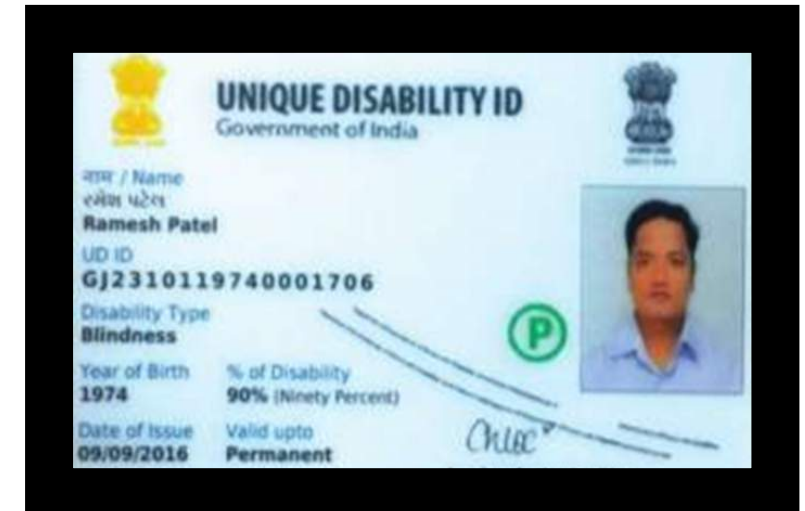 UNIQUE DISABILITY ID
Government of India
नाम / Name
રમેશ પટેલ
Ramesh Patel
UD ID
GJ2310119740001706
Disability Type
Blindness
P
Year of Birth % of Disability
1974 90% (Ninety Percent)
Date of Issue Valid upto
09/09/2016 Permanent